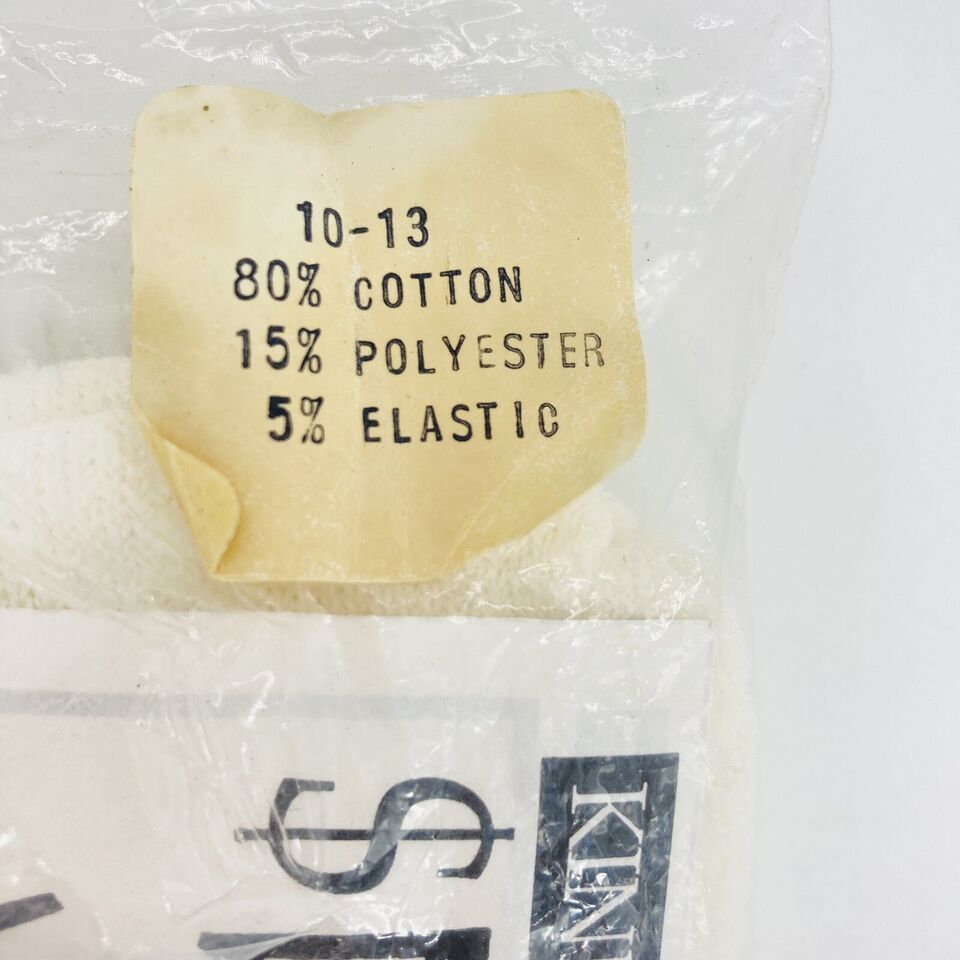 10-13
80% COTTON
15% POLYESTER
5% ELASTIC
$